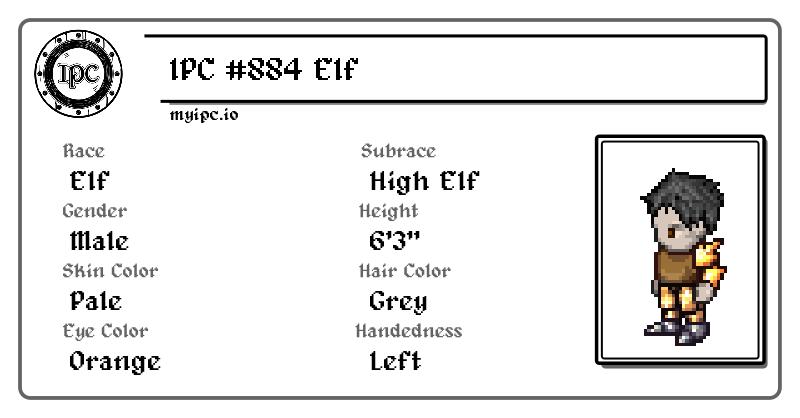 IPC
IPC #884 Elf
myipc.io
Race
Elf
Subrace
High Elf
Gender
Male
Height
6'3"
Skin Color
Pale
Hair Color
Grey
Eye Color
Orange
Handedness
Left